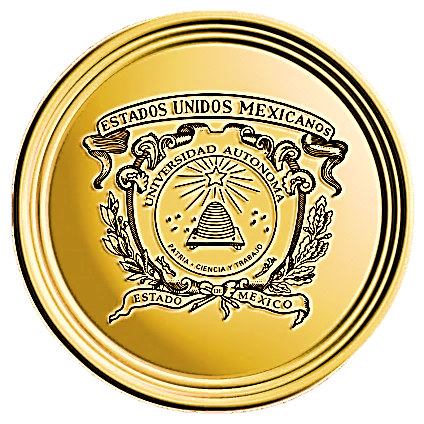 ESTADOS UNIDOS MEXICANOS
UNIVERSIDAD AUTONOMA
PATRIA · CIENCIA Y TRABAJO
ESTADO DE MEXICO